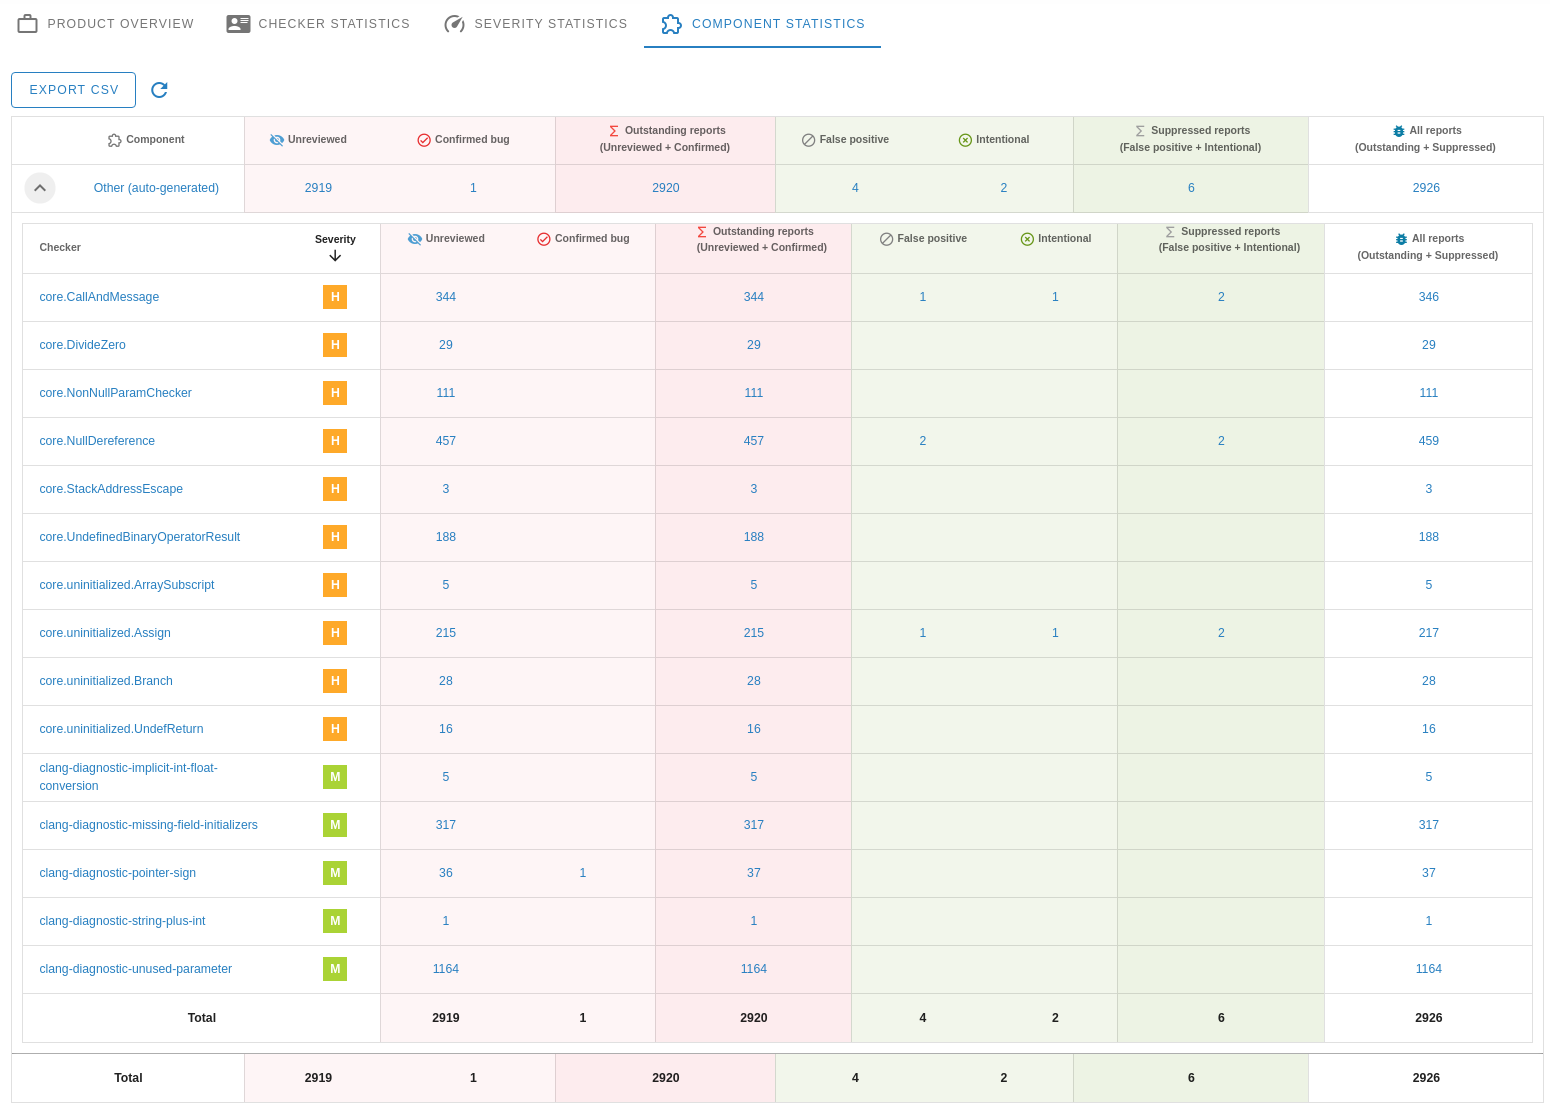 PRODUCT OVERVIEW CHECKER STATISTICS SEVERITY STATISTICS COMPONENT STATISTICS
EXPORT CSV
Component Unreviewed Confirmed bug Outstanding reports (Unreviewed + Confirmed) False positive Intentional Suppressed reports (False positive + Intentional) All reports (Outstanding + Suppressed)
Other (auto-generated) 2919 1 2920 4 2 6 2926
Checker Severity Unreviewed Confirmed bug Outstanding reports (Unreviewed + Confirmed) False positive Intentional Suppressed reports (False positive + Intentional) All reports (Outstanding + Suppressed)
core.CallAndMessage H 344 344 1 1 2 346
core.DivideZero H 29 29 29
core.NonNullParamChecker H 111 111 111
core.NullDereference H 457 457 2 2 459
core.StackAddressEscape H 3 3 3
core.UndefinedBinaryOperatorResult H 188 188 188
core.uninitialized.ArraySubscript H 5 5 5
core.uninitialized.Assign H 215 215 1 1 2 217
core.uninitialized.Branch H 28 28 28
core.uninitialized.UndefReturn H 16 16 16
clang-diagnostic-implicit-int-float-
conversion M 5 5 5
clang-diagnostic-missing-field-initializers M 317 317 317
clang-diagnostic-pointer-sign M 36 1 37 37
clang-diagnostic-string-plus-int M 1 1 1
clang-diagnostic-unused-parameter M 1164 1164 1164
Total 2919 1 2920 4 2 6 2926
Total 2919 1 2920 4 2 6 2926